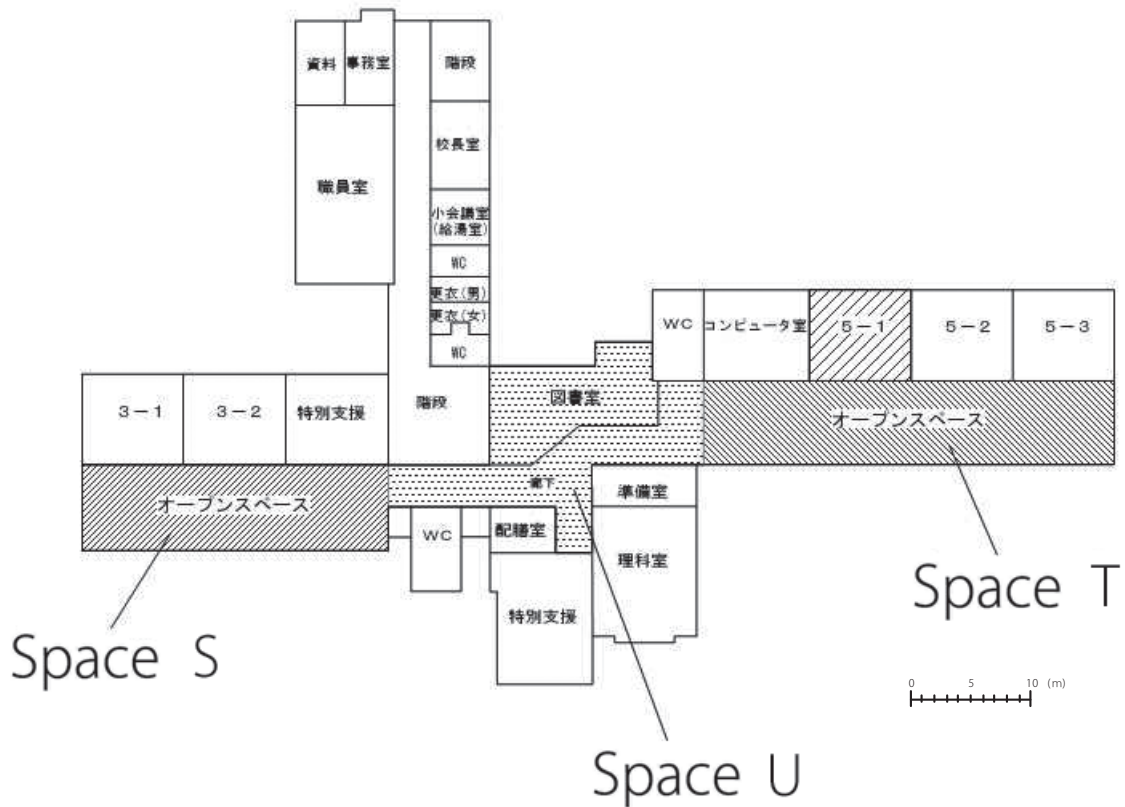 資料
事務室
階段
校長室
職員室
小会議室
(給湯室)
WC
更衣(男)
更衣(女)
WC
WC
コンピュータ室
5-1
5-2
5-3
3-1
3-2
特別支援
階段
図書室
オープンスペース
オープンスペース
廊下
準備室
WC
配膳室
理科室
特別支援
Space T
Space S
0 5 10 (m)
Space U